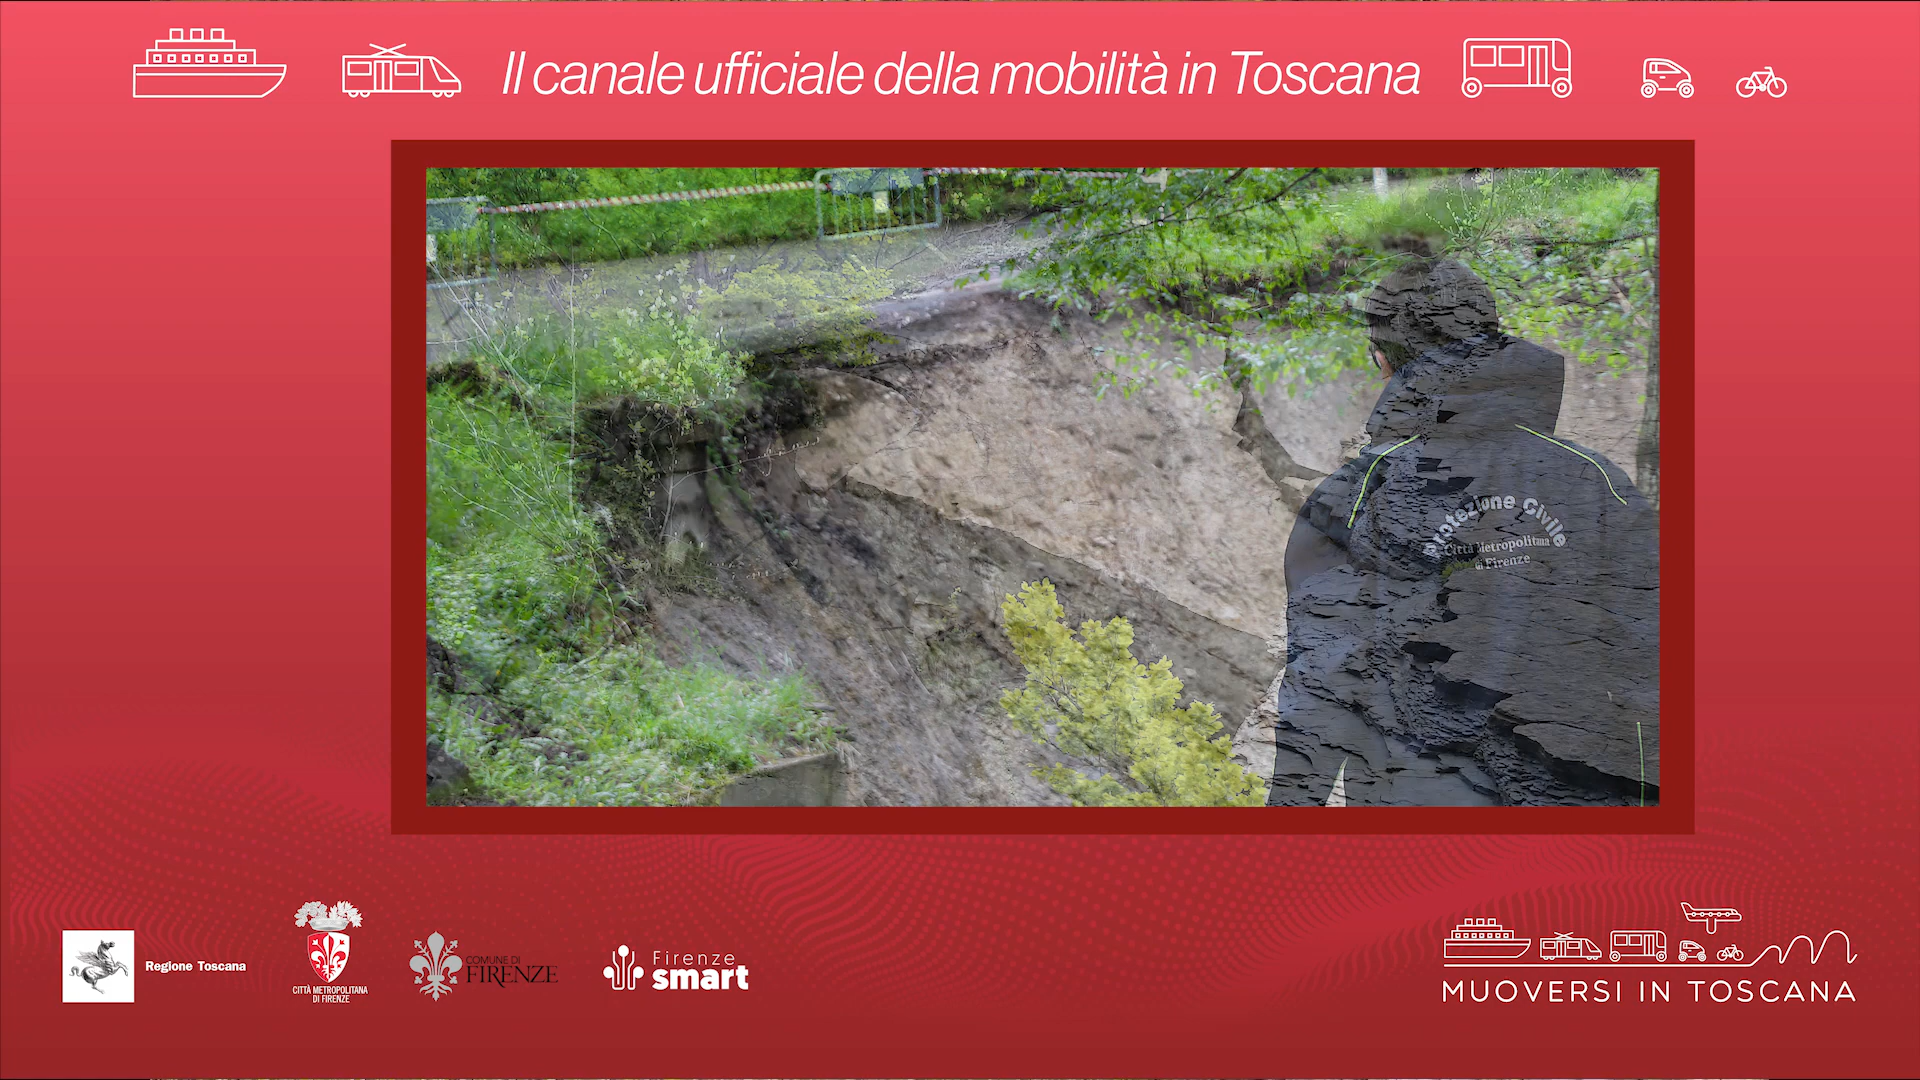 Il canale ufficiale della mobilità in Toscana
Protezione Civile
Città Metropolitana
di Firenze
Regione Toscana
CITTÀ METROPOLITANA
DI FIRENZE
COMUNE DI
FIRENZE
Firenze
smart
MUOVERSI IN TOSCANA